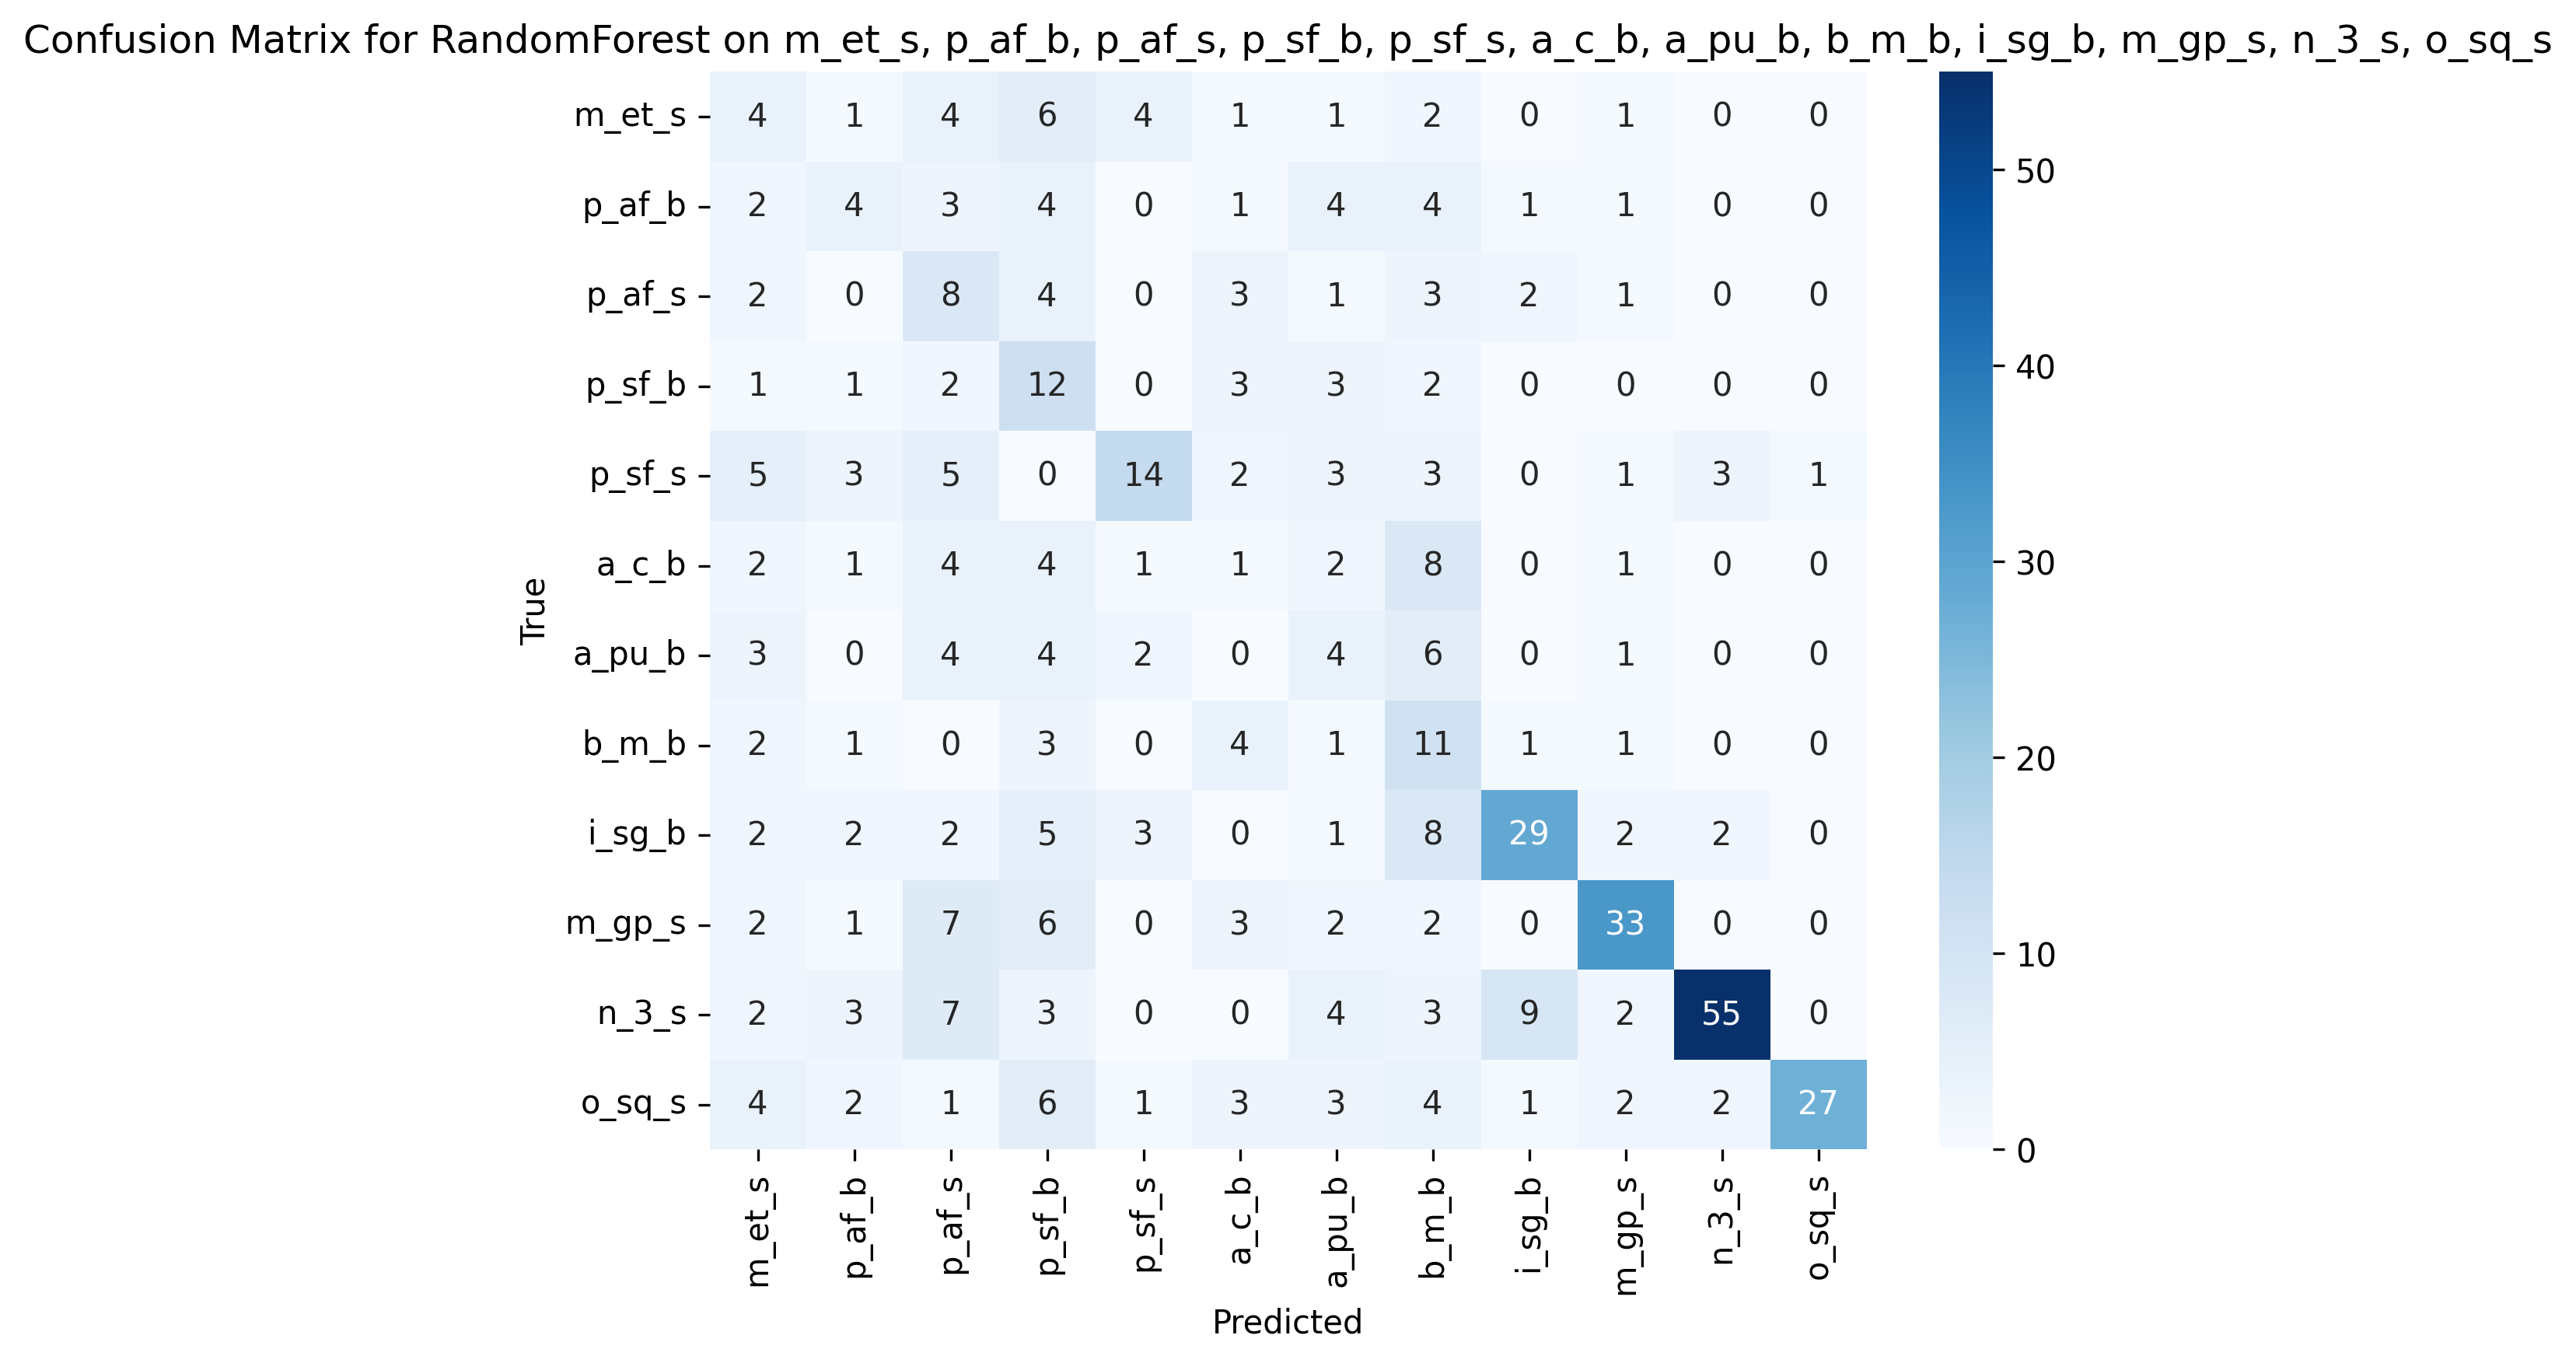 Confusion Matrix for RandomForest on m_et_s, p_af_b, p_af_s, p_sf_b, p_sf_s, a_c_b, a_pu_b, b_m_b, i_sg_b, m_gp_s, n_3_s, o_sq_s
m_et_s 4 1 4 6 4 1 1 2 0 1 0 0
p_af_b 2 4 3 4 0 1 4 4 1 1 0 0
p_af_s 2 0 8 4 0 3 1 3 2 1 0 0
p_sf_b 1 1 2 12 0 3 3 2 0 0 0 0
p_sf_s 5 3 5 0 14 2 3 3 0 1 3 1
a_c_b 2 1 4 4 1 1 2 8 0 1 0 0
a_pu_b 3 0 4 4 2 0 4 6 0 1 0 0
b_m_b 2 1 0 3 0 4 1 11 1 1 0 0
i_sg_b 2 2 2 5 3 0 1 8 29 2 2 0
m_gp_s 2 1 7 6 0 3 2 2 0 33 0 0
n_3_s 2 3 7 3 0 0 4 3 9 2 55 0
o_sq_s 4 2 1 6 1 3 3 4 1 2 2 27
m_et_s p_af_b p_af_s p_sf_b p_sf_s a_c_b a_pu_b b_m_b i_sg_b m_gp_s n_3_s o_sq_s
Predicted
True
50
40
30
20
10
0